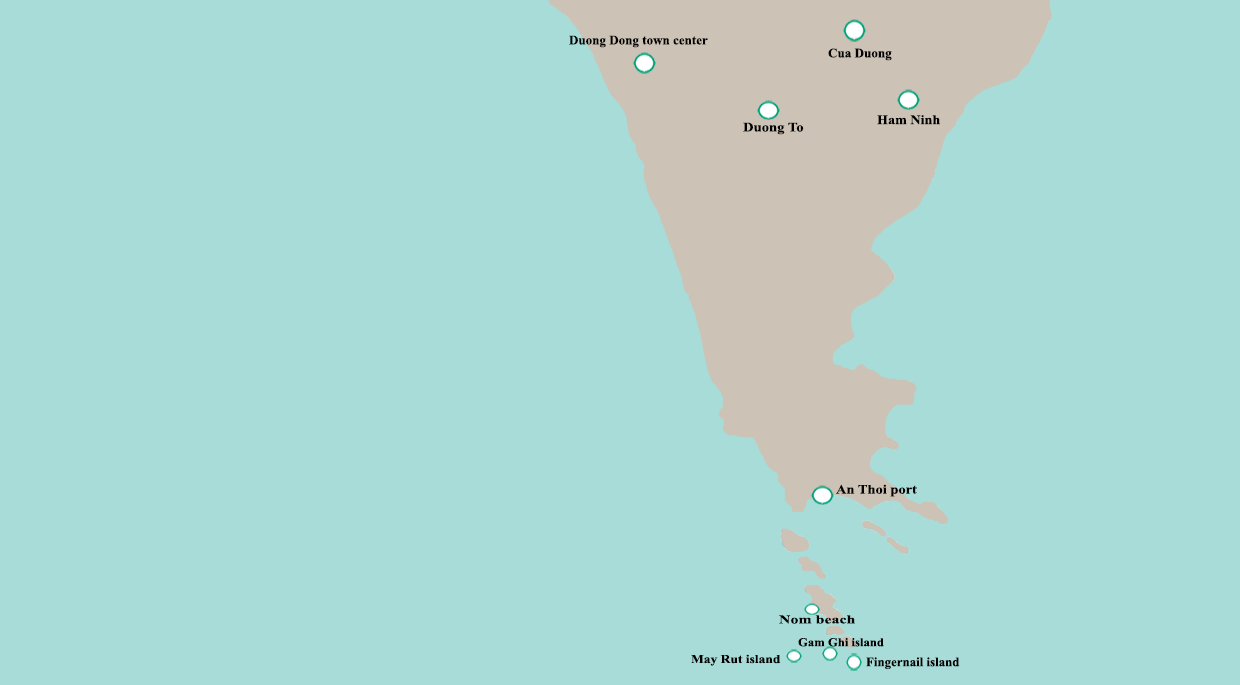 Duong Dong town center
Cua Duong
Duong To
Ham Ninh
An Thoi port
Nom beach
Gam Ghi island
May Rut island
Fingernail island